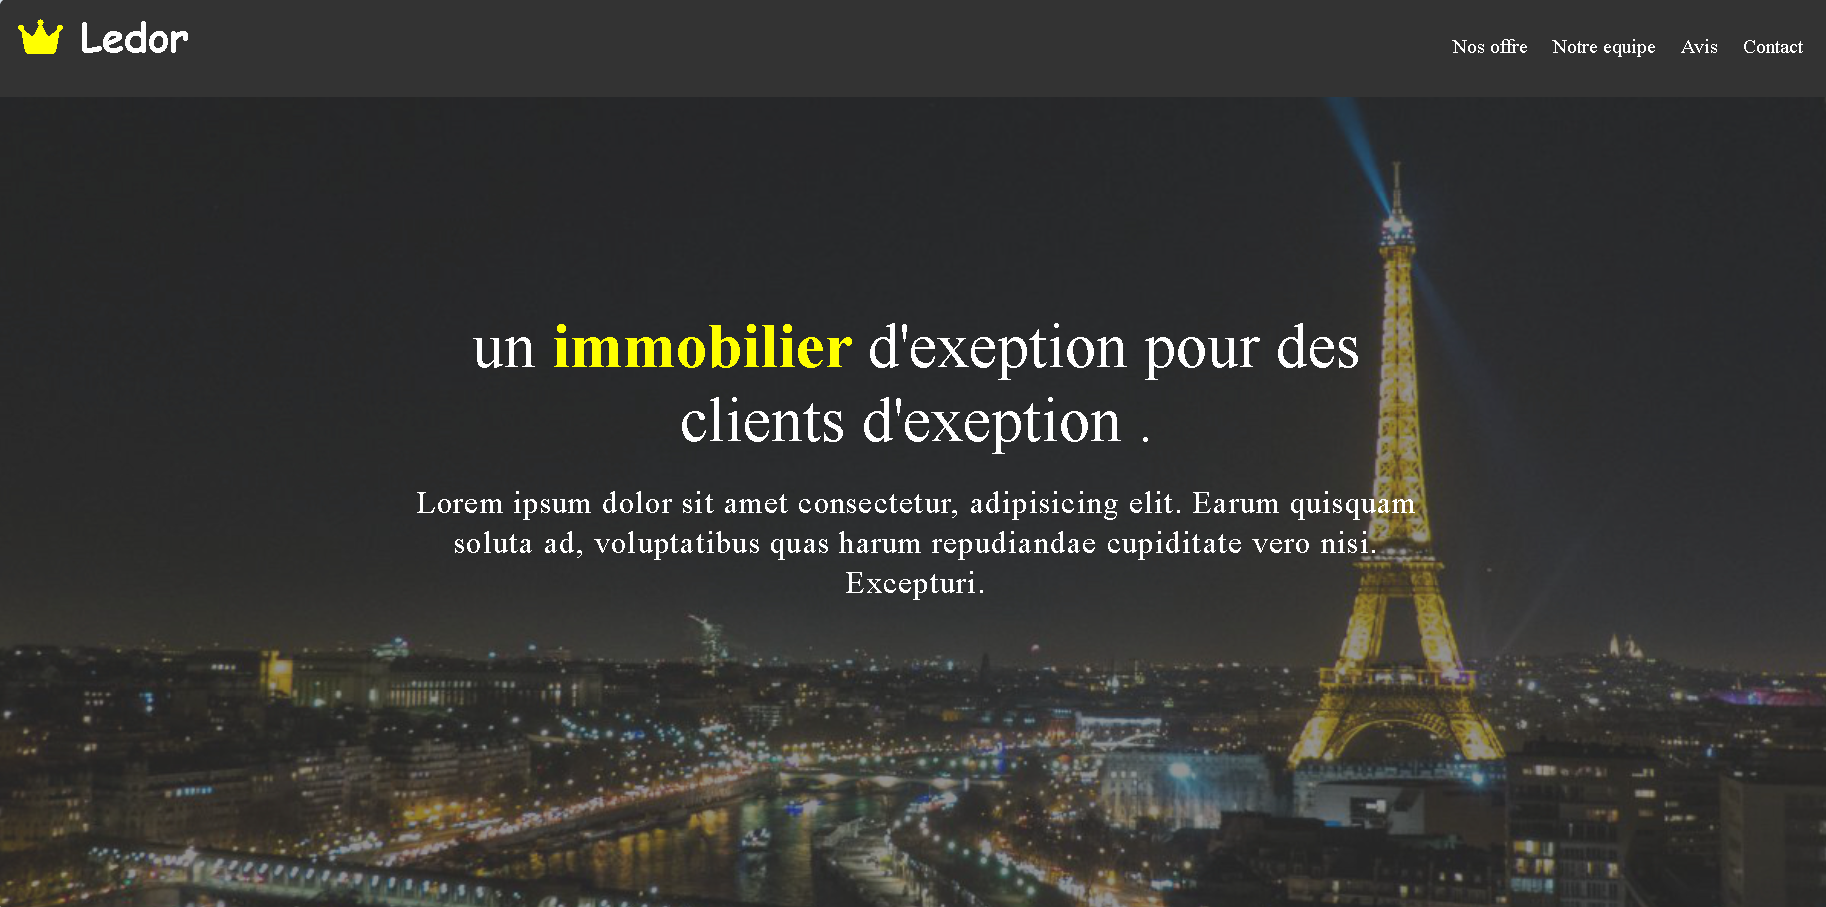 Ledor
Nos offre
Notre equipe
Avis
Contact
un immobilier d'exeption pour des
clients d'exeption .
Lorem ipsum dolor sit amet consectetur, adipisicing elit. Earum quisquam
soluta ad, voluptatibus quas harum repudiandae cupiditate vero nisi.
Excepturi.